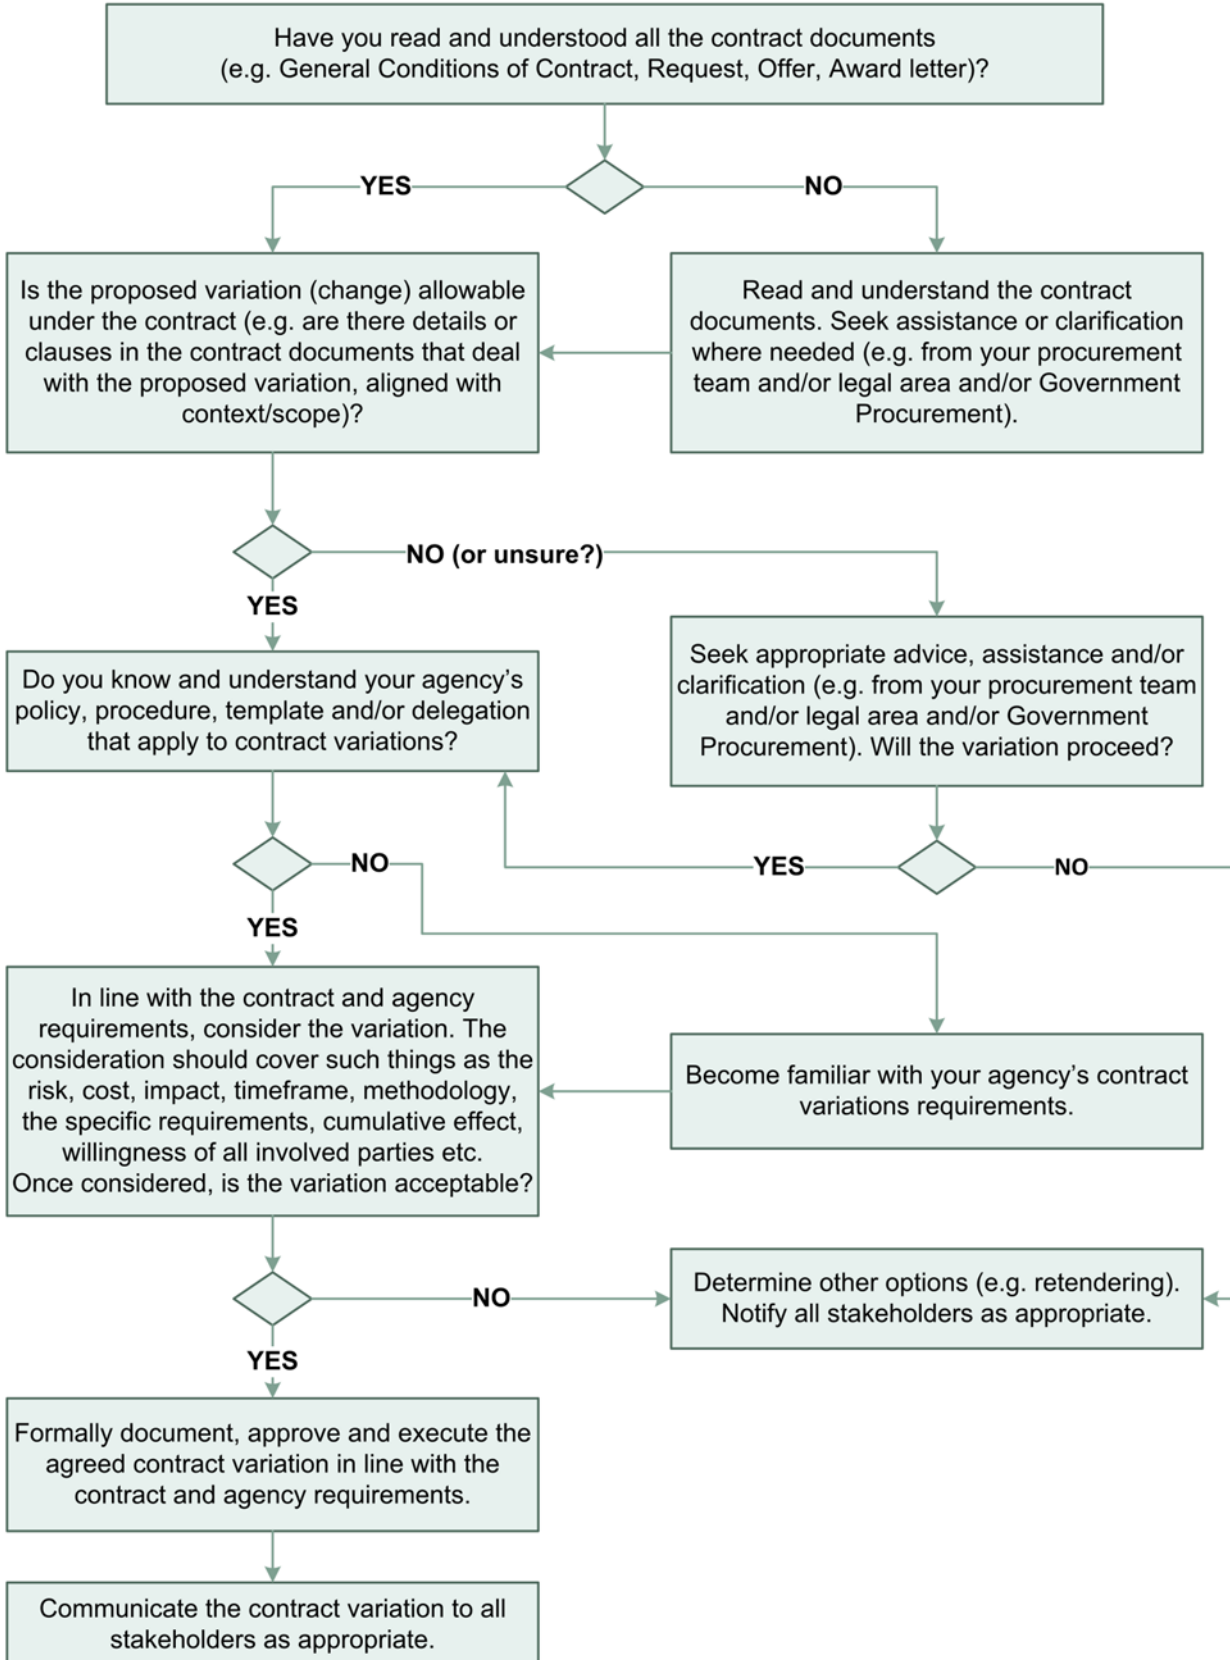 Have you read and understood all the contract documents
(e.g. General Conditions of Contract, Request, Offer, Award letter)?
YES
NO
Is the proposed variation (change) allowable
under the contract (e.g. are there details or
clauses in the contract documents that deal
with the proposed variation, aligned with
context/scope)?
Read and understand the contract
documents. Seek assistance or clarification
where needed (e.g. from your procurement
team and/or legal area and/or Government
Procurement).
NO (or unsure?)
YES
Do you know and understand your agency’s
policy, procedure, template and/or delegation
that apply to contract variations?
Seek appropriate advice, assistance and/or
clarification (e.g. from your procurement team
and/or legal area and/or Government
Procurement). Will the variation proceed?
NO
YES
NO
YES
In line with the contract and agency
requirements, consider the variation. The
consideration should cover such things as the
risk, cost, impact, timeframe, methodology,
the specific requirements, cumulative effect,
willingness of all involved parties etc.
Once considered, is the variation acceptable?
Become familiar with your agency’s contract
variations requirements.
NO
Determine other options (e.g. retendering).
Notify all stakeholders as appropriate.
YES
Formally document, approve and execute the
agreed contract variation in line with the
contract and agency requirements.
Communicate the contract variation to all
stakeholders as appropriate.